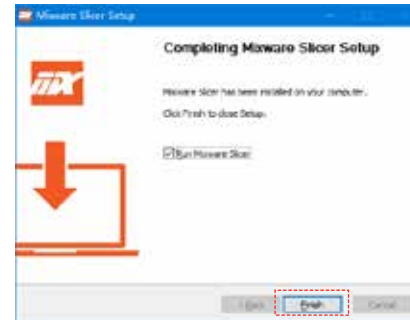 Mixware Slicer Setup
Completing Mixware Slicer Setup
Mixware Slicer has been installed on your computer.
Click Finish to close Setup.
Run Mixware Slicer
< Back
Finish
Cancel